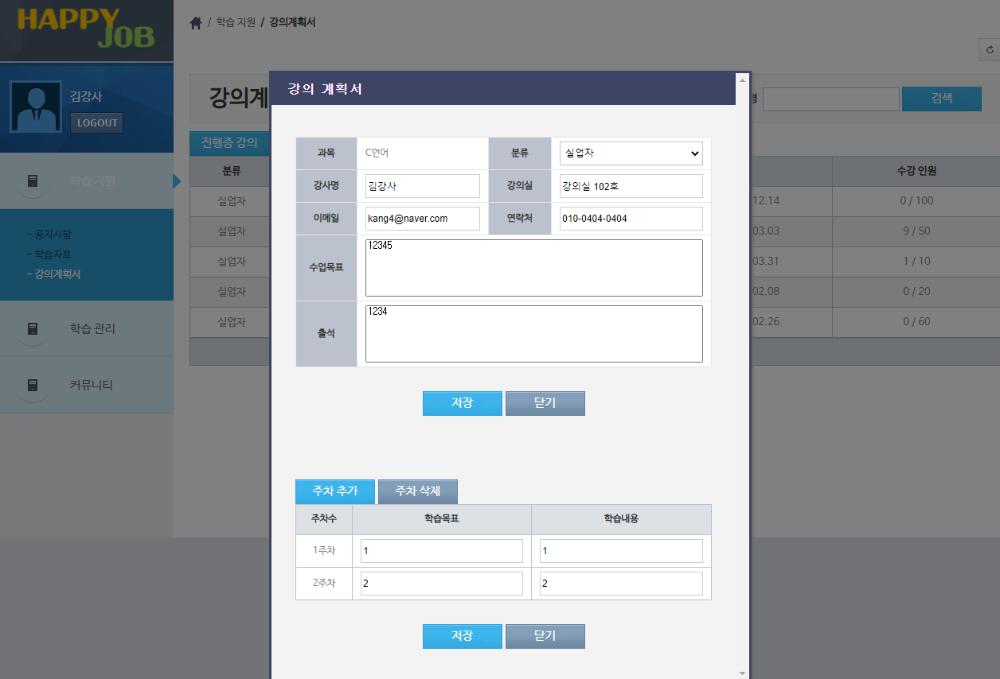 HAPPY
JOB
/ 학습 지원 / 강의계획서
김강사
LOGOUT
학습 지원
- 공지사항
- 학습자료
- 강의계획서
학습 관리
커뮤니티
강의계
명
검색
진행중 강의
분류
수강 인원
실업자
12.14
0 / 100
실업자
03.03
9 / 50
실업자
03.31
1 / 10
실업자
02.08
0 / 20
실업자
02.26
0 / 60
강의 계획서
과목
C언어
분류
실업자
강사명
김강사
강의실
강의실 102호
이메일
kang4@naver.com
연락처
010-0404-0404
수업목표
12345
출석
1234
저장
닫기
주차 추가
주차 삭제
주차수
학습목표
학습내용
1주차
1
1
2주차
2
2
저장
닫기